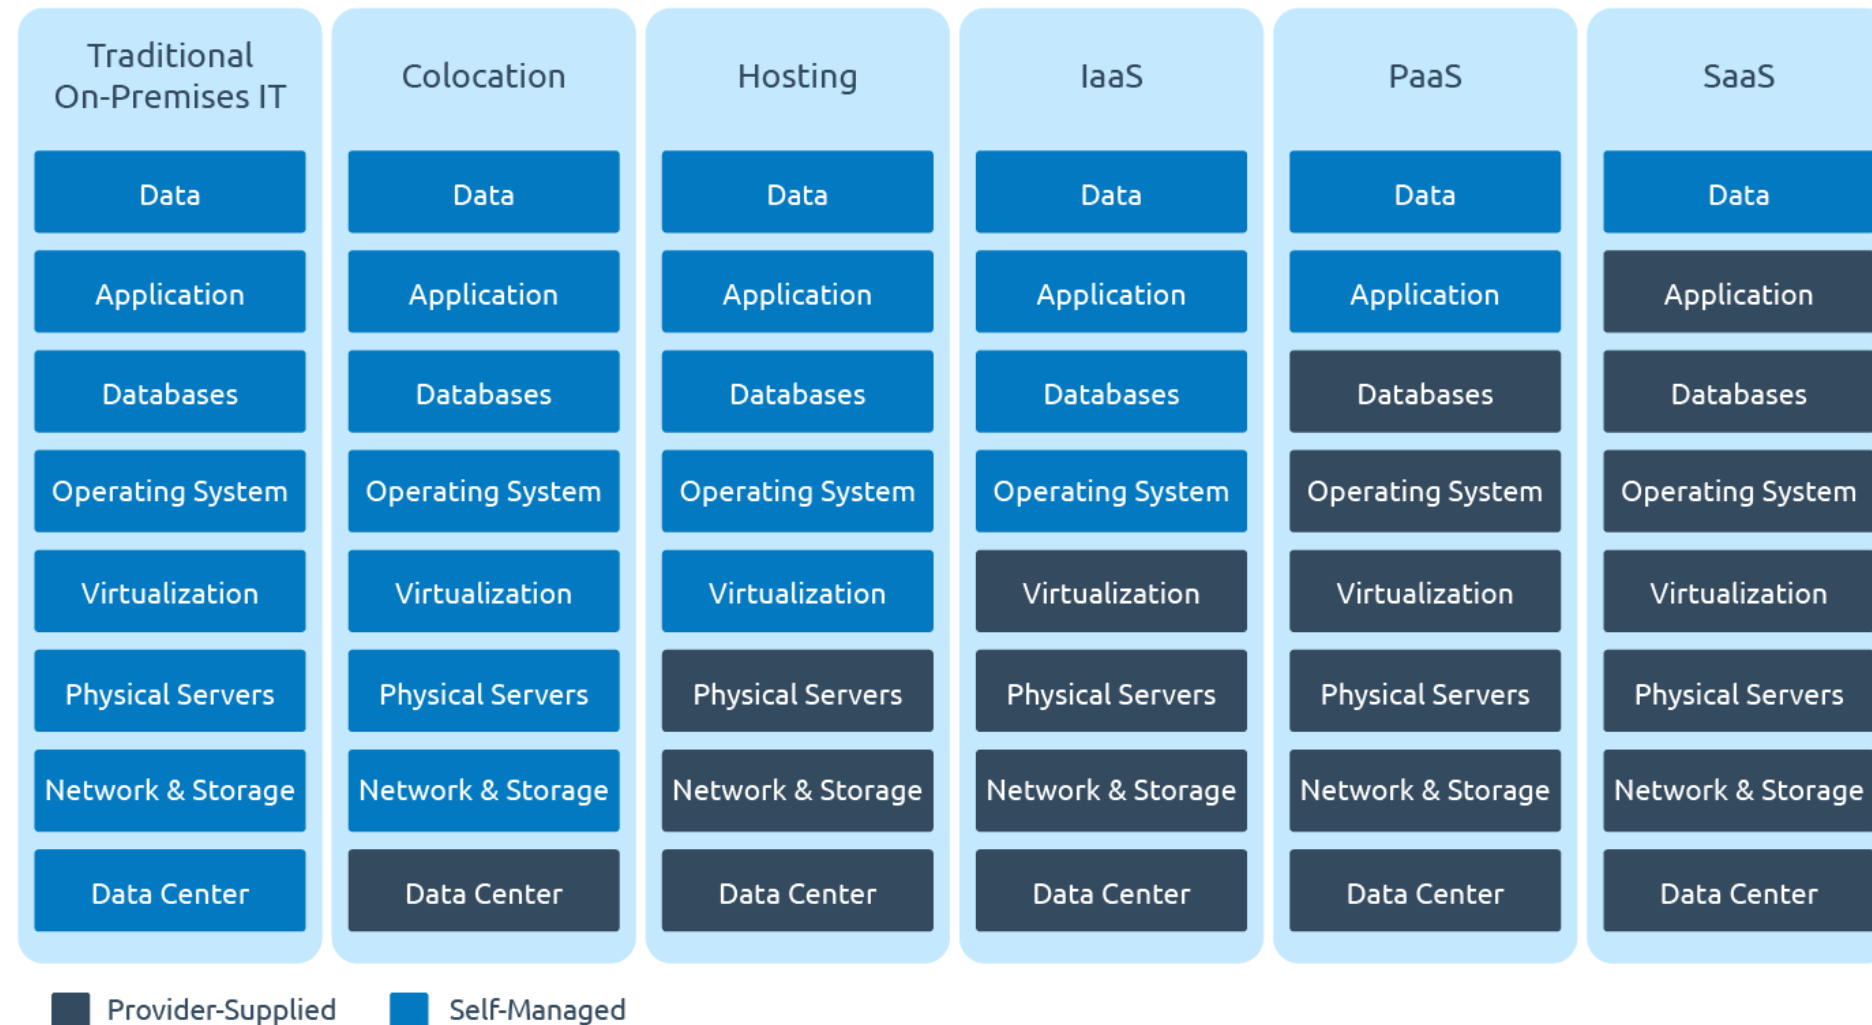 Traditional
On-Premises IT
Colocation
Hosting
IaaS
PaaS
SaaS
Data
Data
Data
Data
Data
Data
Application
Application
Application
Application
Application
Application
Databases
Databases
Databases
Databases
Databases
Databases
Operating System
Operating System
Operating System
Operating System
Operating System
Operating System
Virtualization
Virtualization
Virtualization
Virtualization
Virtualization
Virtualization
Physical Servers
Physical Servers
Physical Servers
Physical Servers
Physical Servers
Physical Servers
Network & Storage
Network & Storage
Network & Storage
Network & Storage
Network & Storage
Network & Storage
Data Center
Data Center
Data Center
Data Center
Data Center
Data Center
Provider-Supplied
Self-Managed